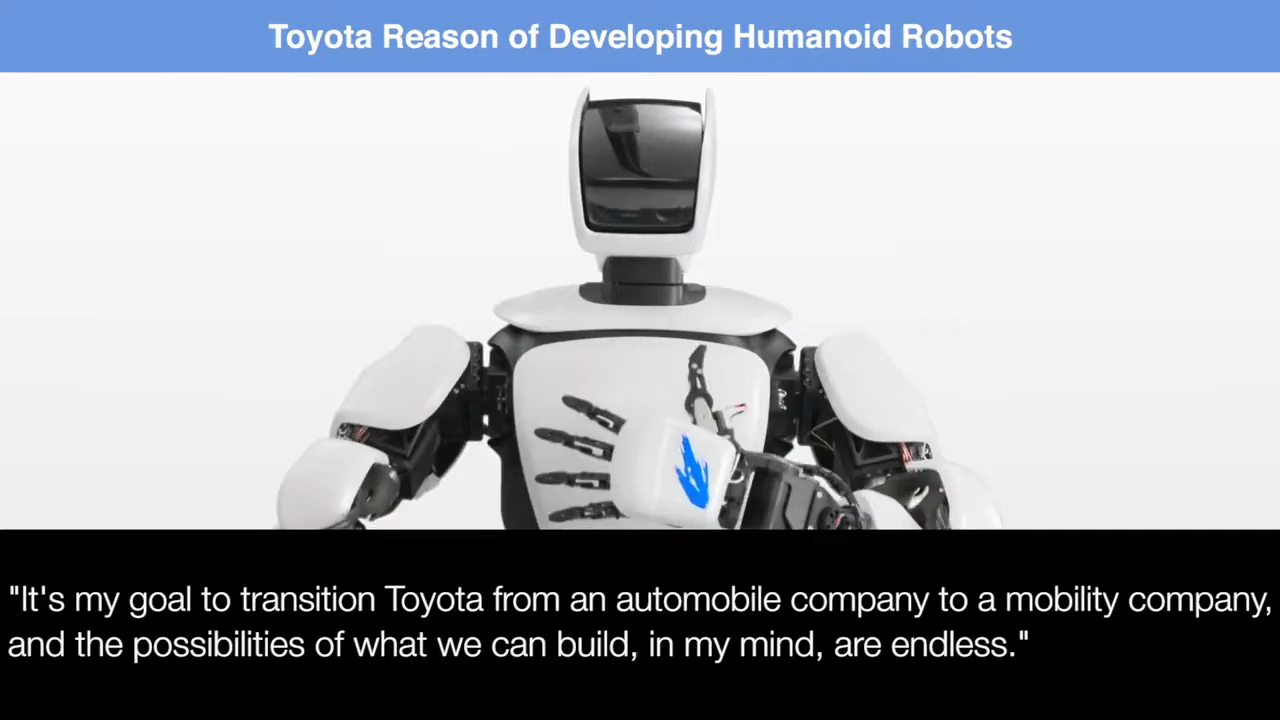 Toyota Reason of Developing Humanoid Robots
"It's my goal to transition Toyota from an automobile company to a mobility company,
and the possibilities of what we can build, in my mind, are endless."